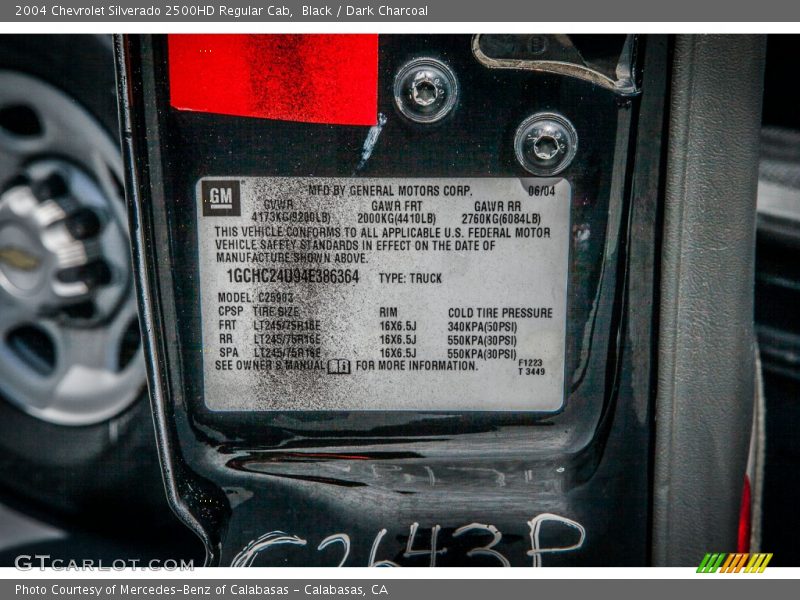 2004 Chevrolet Silverado 2500HD Regular Cab, Black / Dark Charcoal
GM
MFD BY GENERAL MOTORS CORP. 06/04
GVWR GAWR FRT GAWR RR
4173KG(9200LB) 2000KG(4410LB) 2760KG(6084LB)
THIS VEHICLE CONFORMS TO ALL APPLICABLE U.S. FEDERAL MOTOR
VEHICLE SAFETY STANDARDS IN EFFECT ON THE DATE OF
MANUFACTURE SHOWN ABOVE.
1GCHC24U94E386364 TYPE: TRUCK
MODEL: C25903
CPSP TIRE SIZE RIM COLD TIRE PRESSURE
FRT LT245/75R16E 16X6.5J 340KPA(50PSI)
RR LT245/75R16E 16X6.5J 550KPA(80PSI)
SPA LT245/75R16E 16X6.5J 550KPA(80PSI)
SEE OWNER'S MANUAL FOR MORE INFORMATION.
F1223
T 3449
C2643P
GTCARLOT.COM
Photo Courtesy of Mercedes-Benz of Calabasas - Calabasas, CA